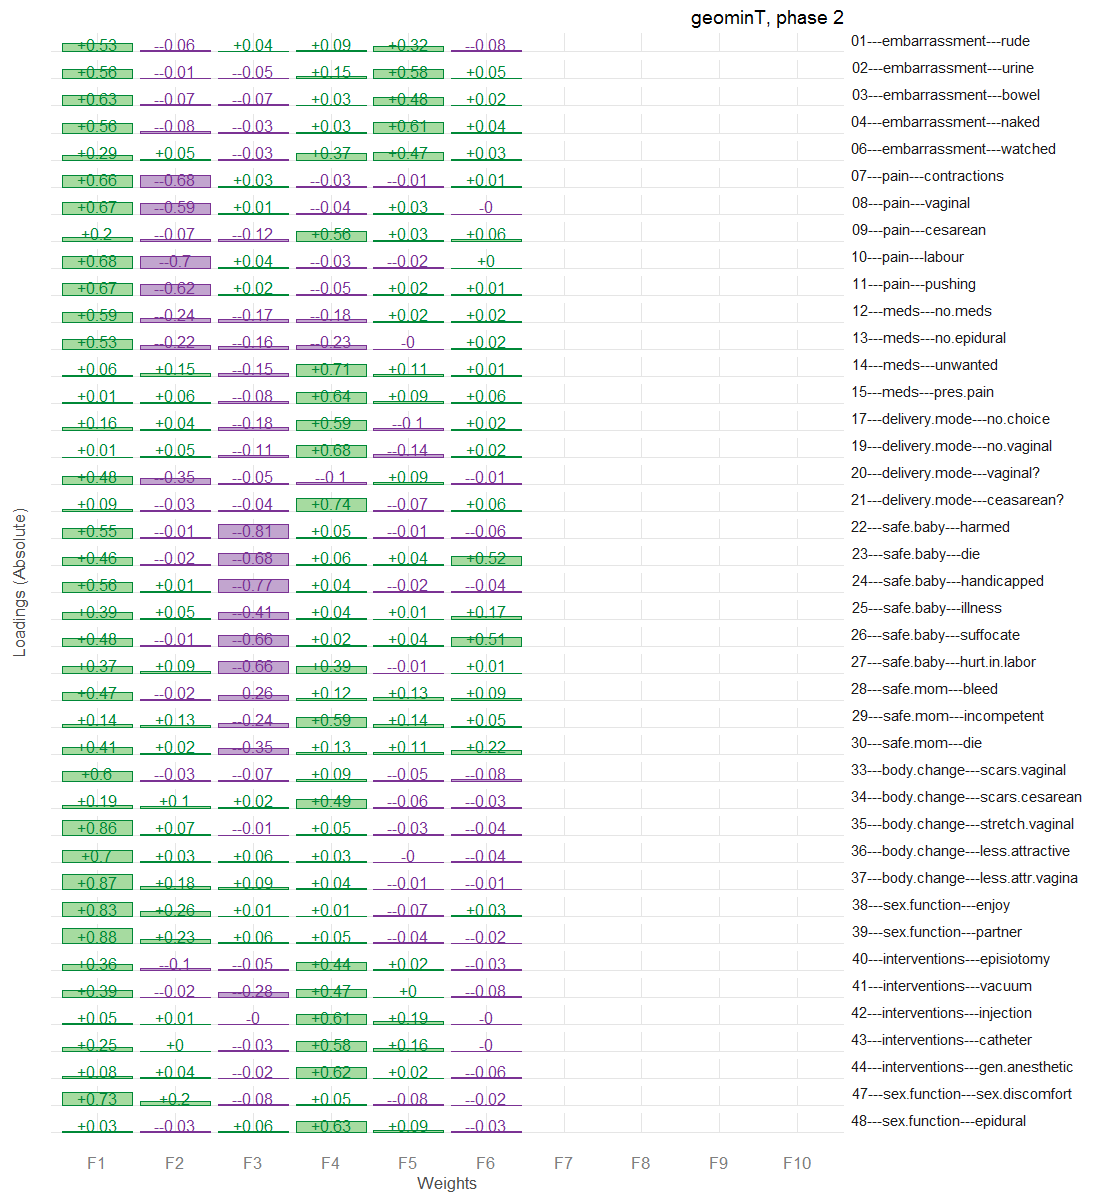 geominT, phase 2
+0.53 --0.06 +0.04 +0.09 +0.32 --0.08 01---embarrassment---rude
+0.56 --0.01 --0.05 +0.15 +0.58 +0.05 02---embarrassment---urine
+0.63 --0.07 --0.07 +0.03 +0.48 +0.02 03---embarrassment---bowel
+0.56 --0.08 --0.03 +0.03 +0.61 +0.04 04---embarrassment---naked
+0.29 +0.05 --0.03 +0.37 +0.47 +0.03 06---embarrassment---watched
+0.66 --0.68 +0.03 --0.03 --0.01 +0.01 07---pain---contractions
+0.67 --0.59 +0.01 --0.04 +0.03 -0 08---pain---vaginal
+0.2 --0.07 --0.12 +0.56 +0.03 +0.06 09---pain---cesarean
+0.68 --0.7 +0.04 --0.03 --0.02 +0 10---pain---labour
+0.67 --0.62 +0.02 --0.05 +0.02 +0.01 11---pain---pushing
+0.59 --0.24 --0.17 --0.18 +0.02 +0.02 12---meds---no.meds
+0.53 --0.22 --0.16 --0.23 -0 +0.02 13---meds---no.epidural
+0.06 +0.15 --0.15 +0.71 +0.11 +0.01 14---meds---unwanted
+0.01 +0.06 --0.08 +0.64 +0.09 +0.06 15---meds---pres.pain
+0.16 +0.04 --0.18 +0.59 --0.1 +0.02 17---delivery.mode---no.choice
+0.01 +0.05 --0.11 +0.68 --0.14 +0.02 19---delivery.mode---no.vaginal
+0.48 --0.35 --0.05 --0.1 +0.09 --0.01 20---delivery.mode---vaginal?
+0.09 --0.03 --0.04 +0.74 --0.07 +0.06 21---delivery.mode---ceasarean?
+0.55 --0.01 --0.81 +0.05 --0.01 --0.06 22---safe.baby---harmed
+0.46 --0.02 --0.68 +0.06 +0.04 +0.52 23---safe.baby---die
+0.56 +0.01 --0.77 +0.04 --0.02 --0.04 24---safe.baby---handicapped
+0.39 +0.05 --0.41 +0.04 +0.01 +0.17 25---safe.baby---illness
+0.48 --0.01 --0.66 +0.02 +0.04 +0.51 26---safe.baby---suffocate
+0.37 +0.09 --0.66 +0.39 --0.01 +0.01 27---safe.baby---hurt.in.labor
+0.47 --0.02 --0.26 +0.12 +0.13 +0.09 28---safe.mom---bleed
+0.14 +0.13 --0.24 +0.59 +0.14 +0.05 29---safe.mom---incompetent
+0.41 +0.02 --0.35 +0.13 +0.11 +0.22 30---safe.mom---die
+0.6 --0.03 --0.07 +0.09 --0.05 --0.08 33---body.change---scars.vaginal
+0.19 +0.1 +0.02 +0.49 --0.06 --0.03 34---body.change---scars.cesarean
+0.86 +0.07 --0.01 +0.05 --0.03 --0.04 35---body.change---stretch.vaginal
+0.7 +0.03 +0.06 +0.03 -0 --0.04 36---body.change---less.attractive
+0.87 +0.18 +0.09 +0.04 --0.01 --0.01 37---body.change---less.attr.vagina
+0.83 +0.26 +0.01 +0.01 --0.07 +0.03 38---sex.function---enjoy
+0.88 +0.23 +0.06 +0.05 --0.04 --0.02 39---sex.function---partner
+0.36 --0.1 --0.05 +0.44 +0.02 --0.03 40---interventions---episiotomy
+0.39 --0.02 --0.28 +0.47 +0 --0.08 41---interventions---vacuum
+0.05 +0.01 -0 +0.61 +0.19 -0 42---interventions---injection
+0.25 +0 --0.03 +0.58 +0.16 -0 43---interventions---catheter
+0.08 +0.04 --0.02 +0.62 +0.02 --0.06 44---interventions---gen.anesthetic
+0.73 +0.2 --0.08 +0.05 --0.08 --0.02 47---sex.function---sex.discomfort
+0.03 --0.03 +0.06 +0.63 +0.09 --0.03 48---sex.function---epidural
F1 F2 F3 F4 F5 F6 F7 F8 F9 F10
Weights
Loadings (Absolute)